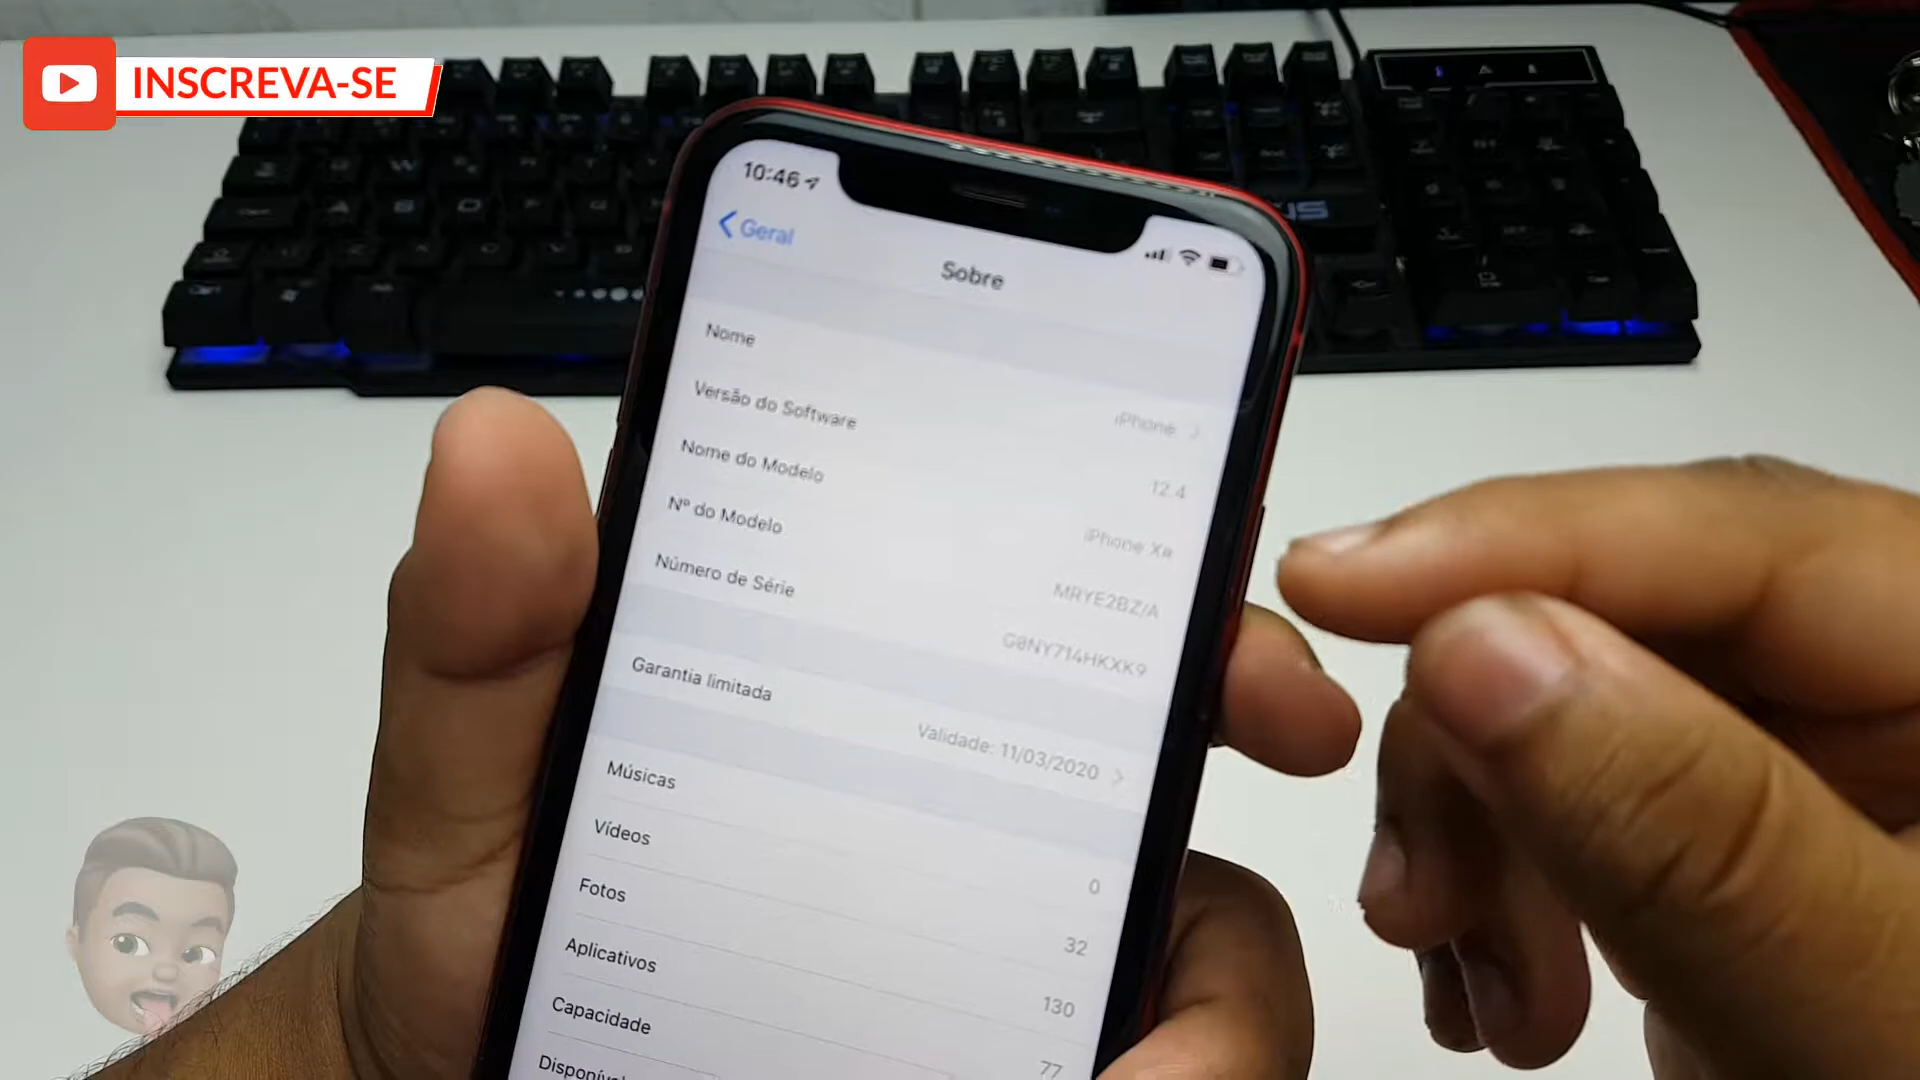 INSCREVA-SE
10:46
Geral
Sobre
Nome
iPhone
Versão do Software
12.4
Nome do Modelo
iPhone XR
Nº do Modelo
MRYE2BZ/A
Número de Série
G0NY714HKXK9
Garantia limitada
Validade: 11/03/2020
Músicas
0
Vídeos
32
Fotos
130
Aplicativos
77
Capacidade